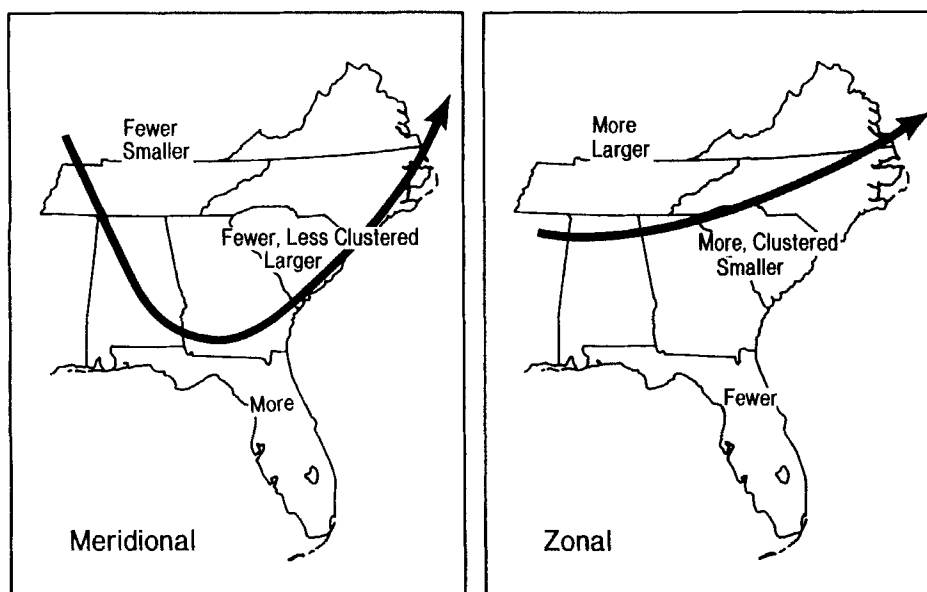 Fewer
Smaller
Fewer, Less Clustered
Larger
More
Meridional
More
Larger
More, Clustered
Smaller
Fewer
Zonal